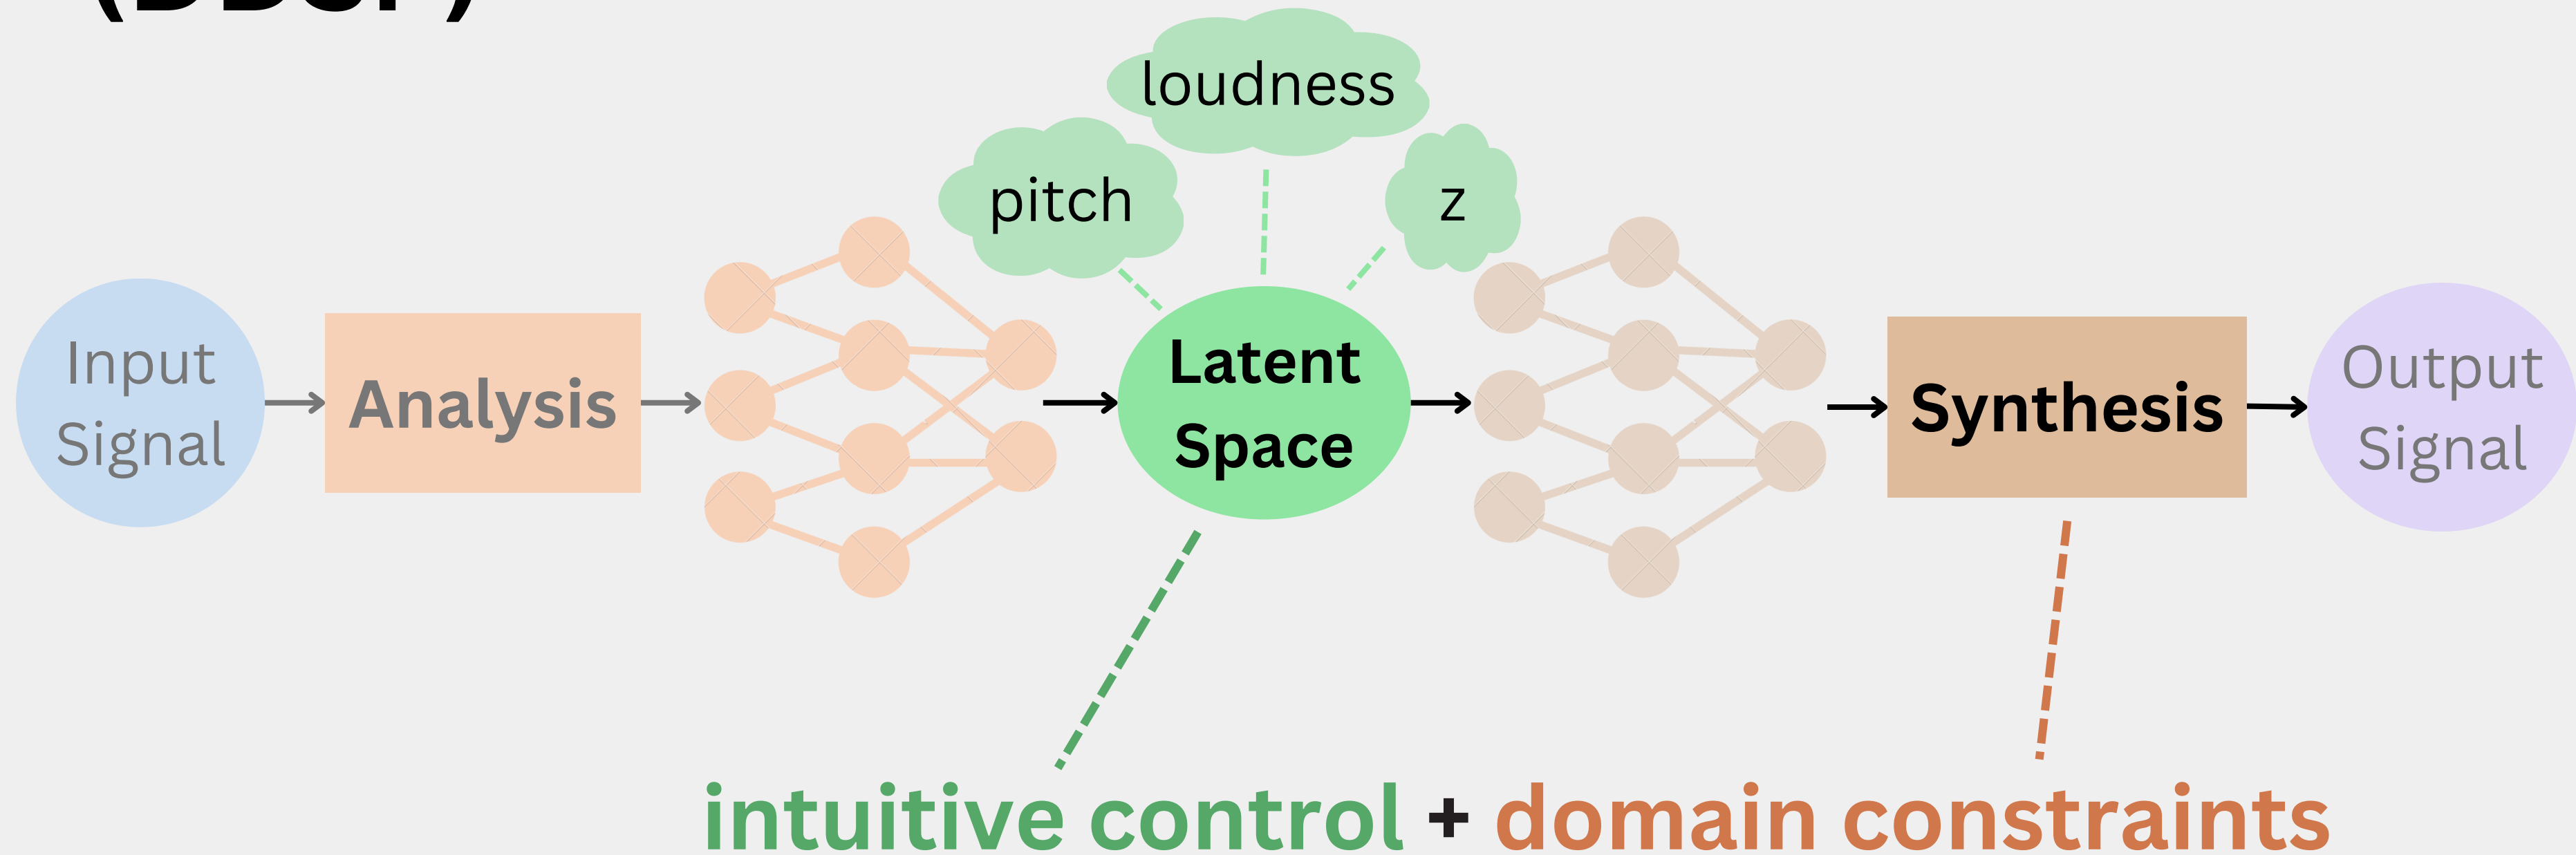 loudness
pitch
z
Input
Signal
Analysis
Latent
Space
Synthesis
Output
Signal
intuitive control + domain constraints